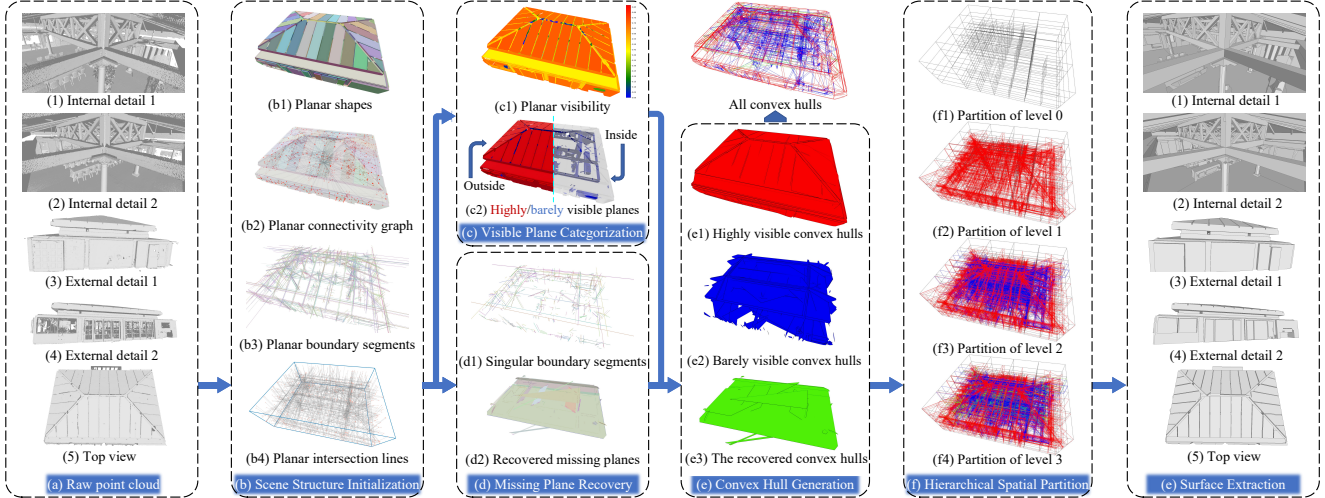 (1) Internal detail 1
(2) Internal detail 2
(3) External detail 1
(4) External detail 2
(5) Top view
(a) Raw point cloud
(b1) Planar shapes
(b2) Planar connectivity graph
(b3) Planar boundary segments
(b4) Planar intersection lines
(b) Scene Structure Initialization
(c1) Planar visibility
Inside
Outside
(c2) Highly/barely visible planes
(c) Visible Plane Categorization
(d1) Singular boundary segments
(d2) Recovered missing planes
(d) Missing Plane Recovery
All convex hulls
(e1) Highly visible convex hulls
(e2) Barely visible convex hulls
(e3) The recovered convex hulls
(e) Convex Hull Generation
(f1) Partition of level 0
(f2) Partition of level 1
(f3) Partition of level 2
(f4) Partition of level 3
(f) Hierarchical Spatial Partition
(1) Internal detail 1
(2) Internal detail 2
(3) External detail 1
(4) External detail 2
(5) Top view
(e) Surface Extraction